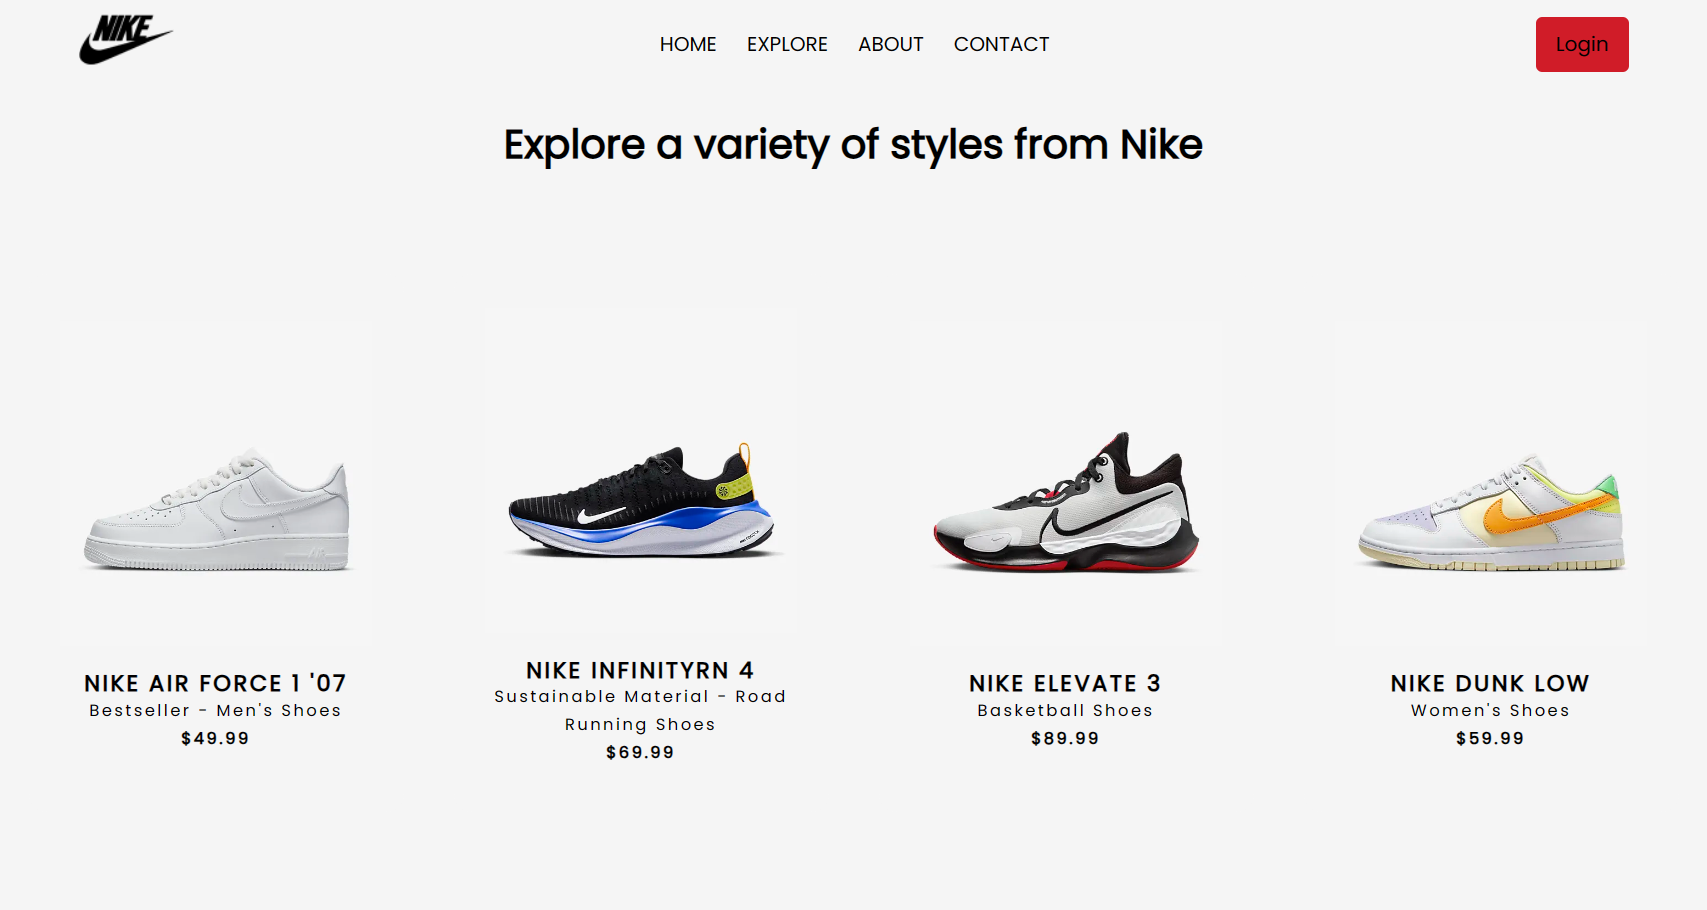 NIKE
HOME EXPLORE ABOUT CONTACT
Login
Explore a variety of styles from Nike
NIKE AIR FORCE 1 '07
Bestseller - Men's Shoes
$49.99
NIKE INFINITYRN 4
Sustainable Material - Road
Running Shoes
$69.99
NIKE ELEVATE 3
Basketball Shoes
$89.99
NIKE DUNK LOW
Women's Shoes
$59.99